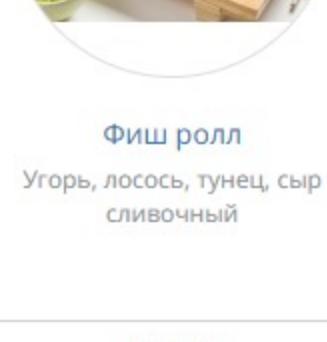 Фиш ролл
Угорь, лосось, тунец, сыр
сливочный